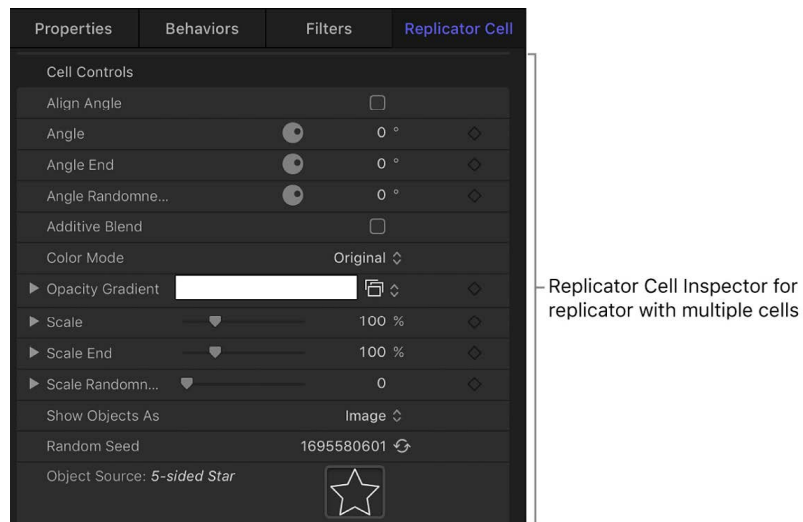 Properties Behaviors Filters Replicator Cell
Cell Controls
Align Angle
Angle 0 °
Angle End 0 °
Angle Randomne... 0 °
Additive Blend
Color Mode Original
Opacity Gradient
Scale 100 %
Scale End 100 %
Scale Randomn... 0
Show Objects As Image
Random Seed 1695580601
Object Source: 5-sided Star
Replicator Cell Inspector for
replicator with multiple cells